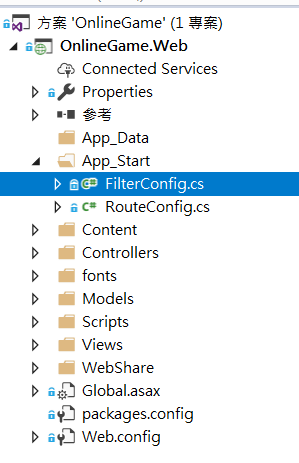 方案 'OnlineGame' (1 專案)
OnlineGame.Web
Connected Services
Properties
參考
App_Data
App_Start
FilterConfig.cs
RouteConfig.cs
Content
Controllers
fonts
Models
Scripts
Views
WebShare
Global.asax
packages.config
Web.config